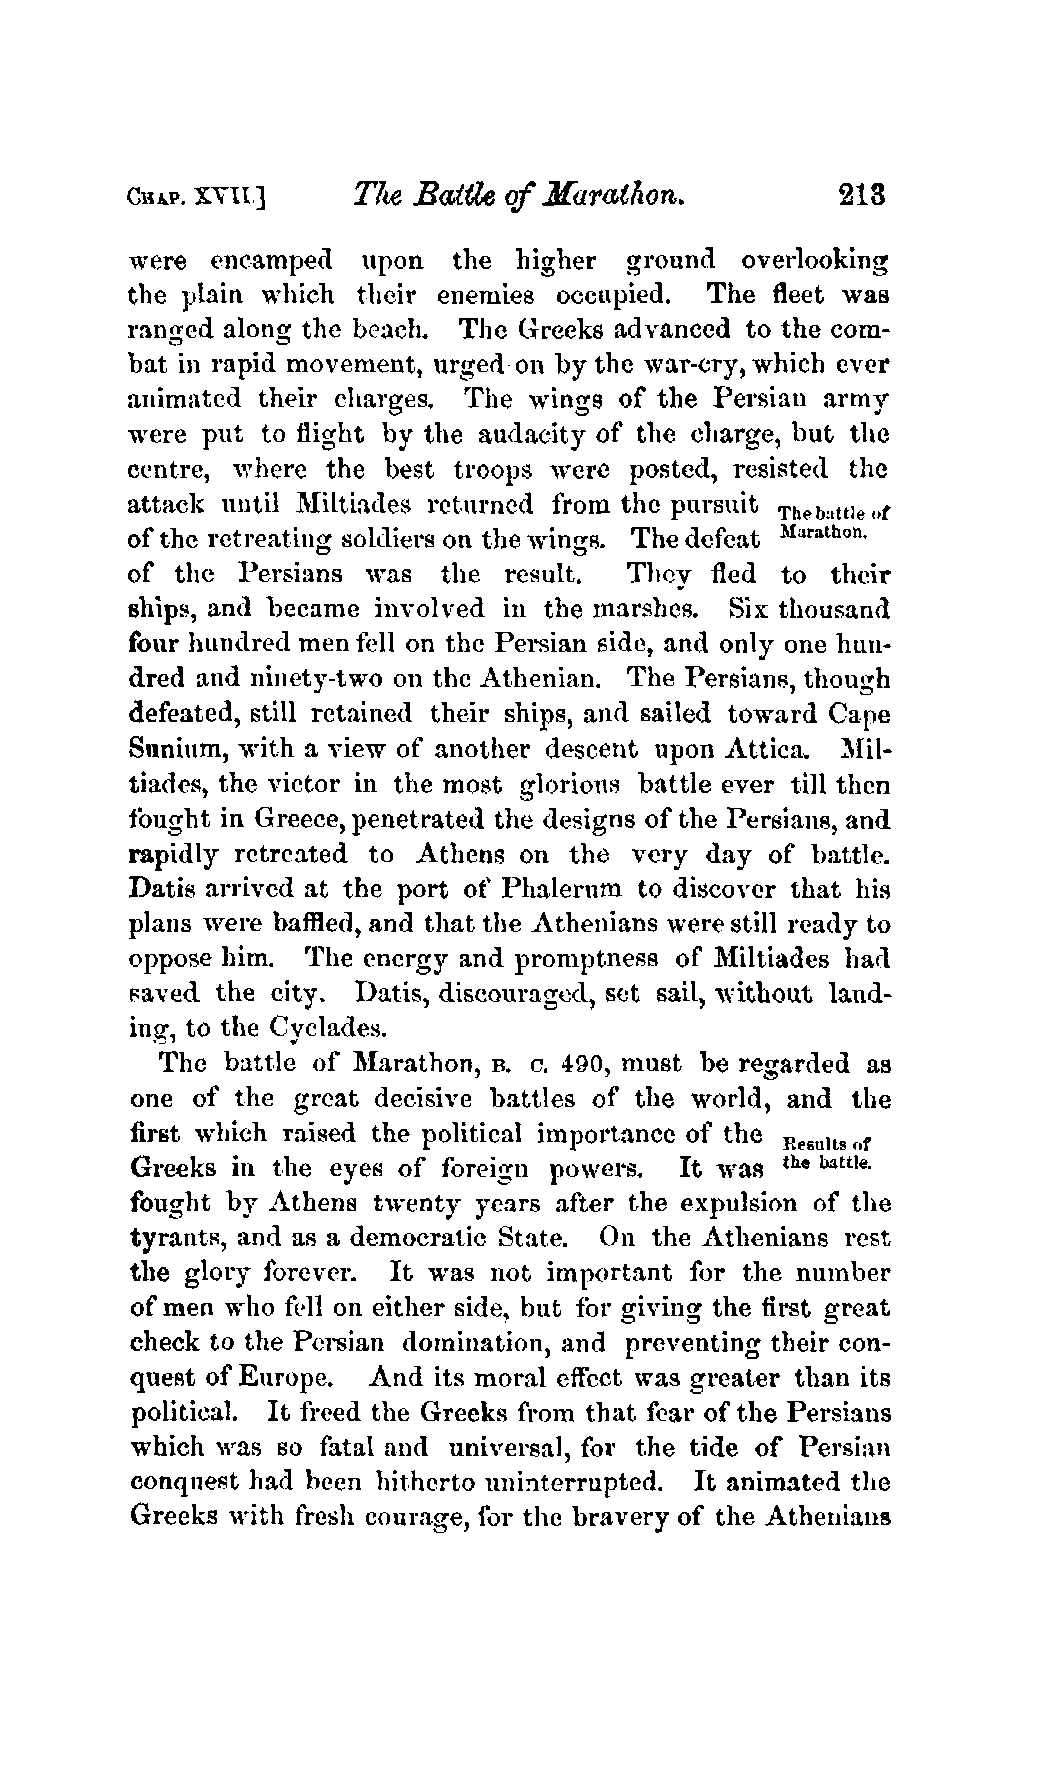 CHAP. XVII.] The Battle of Marathon. 213
were encamped upon the higher ground overlooking
the plain which their enemies occupied. The fleet was
ranged along the beach. The Greeks advanced to the com-
bat in rapid movement, urged on by the war-cry, which ever
animated their charges. The wings of the Persian army
were put to flight by the audacity of the charge, but the
centre, where the best troops were posted, resisted the
attack until Miltiades returned from the pursuit The battle of
of the retreating soldiers on the wings. The defeat Marathon.
of the Persians was the result. They fled to their
ships, and became involved in the marshes. Six thousand
four hundred men fell on the Persian side, and only one hun-
dred and ninety-two on the Athenian. The Persians, though
defeated, still retained their ships, and sailed toward Cape
Sunium, with a view of another descent upon Attica. Mil-
tiades, the victor in the most glorious battle ever till then
fought in Greece, penetrated the designs of the Persians, and
rapidly retreated to Athens on the very day of battle.
Datis arrived at the port of Phalerum to discover that his
plans were baffled, and that the Athenians were still ready to
oppose him. The energy and promptness of Miltiades had
saved the city. Datis, discouraged, set sail, without land-
ing, to the Cyclades.
The battle of Marathon, B. C. 490, must be regarded as
one of the great decisive battles of the world, and the
first which raised the political importance of the Results of
Greeks in the eyes of foreign powers. It was the battle.
fought by Athens twenty years after the expulsion of the
tyrants, and as a democratic State. On the Athenians rest
the glory forever. It was not important for the number
of men who fell on either side, but for giving the first great
check to the Persian domination, and preventing their con-
quest of Europe. And its moral effect was greater than its
political. It freed the Greeks from that fear of the Persians
which was so fatal and universal, for the tide of Persian
conquest had been hitherto uninterrupted. It animated the
Greeks with fresh courage, for the bravery of the Athenians